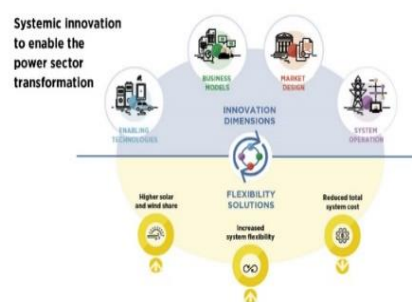 Systemic innovation
to enable the
power sector
transformation
BUSINESS
MODELS
MARKET
DESIGN
ENABLING
TECHNOLOGIES
INNOVATION
DIMENSIONS
SYSTEM
OPERATION
FLEXIBILITY
SOLUTIONS
Higher solar
and wind share
Increased
system flexibility
Reduced total
system cost